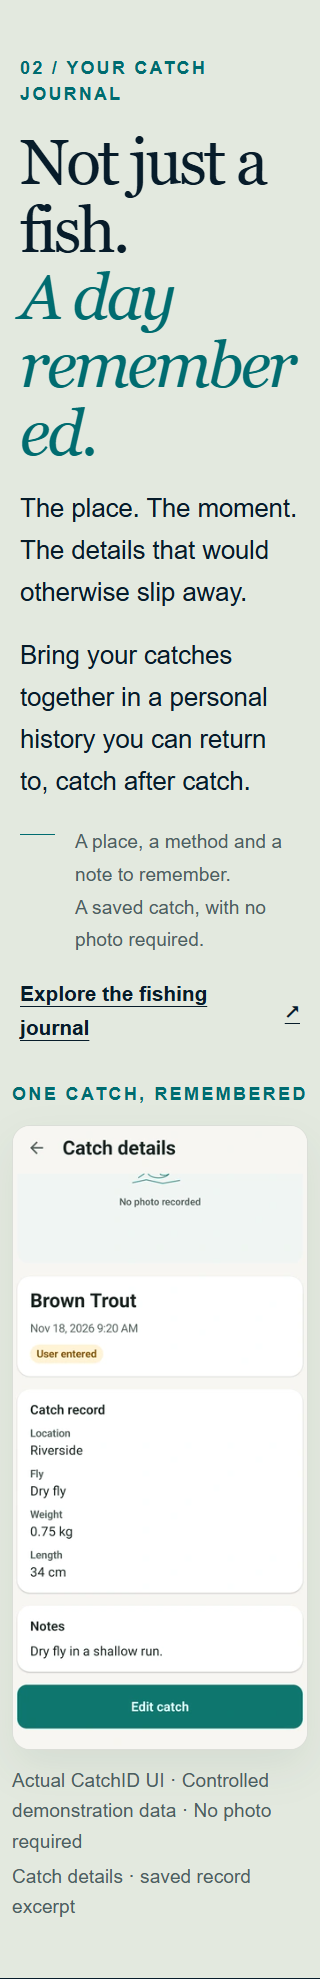 02 / YOUR CATCH
JOURNAL
Not just a
fish.
A day
remember
ed.
The place. The moment.
The details that would
otherwise slip away.
Bring your catches
together in a personal
history you can return
to, catch after catch.
A place, a method and a
note to remember.
A saved catch, with no
photo required.
Explore the fishing
journal ↗
ONE CATCH, REMEMBERED
← Catch details
No photo recorded
Brown Trout
Nov 18, 2026 9:20 AM
User entered
Catch record
Location
Riverside
Fly
Dry fly
Weight
0.75 kg
Length
34 cm
Notes
Dry fly in a shallow run.
Edit catch
Actual CatchID UI · Controlled
demonstration data · No photo
required
Catch details · saved record
excerpt